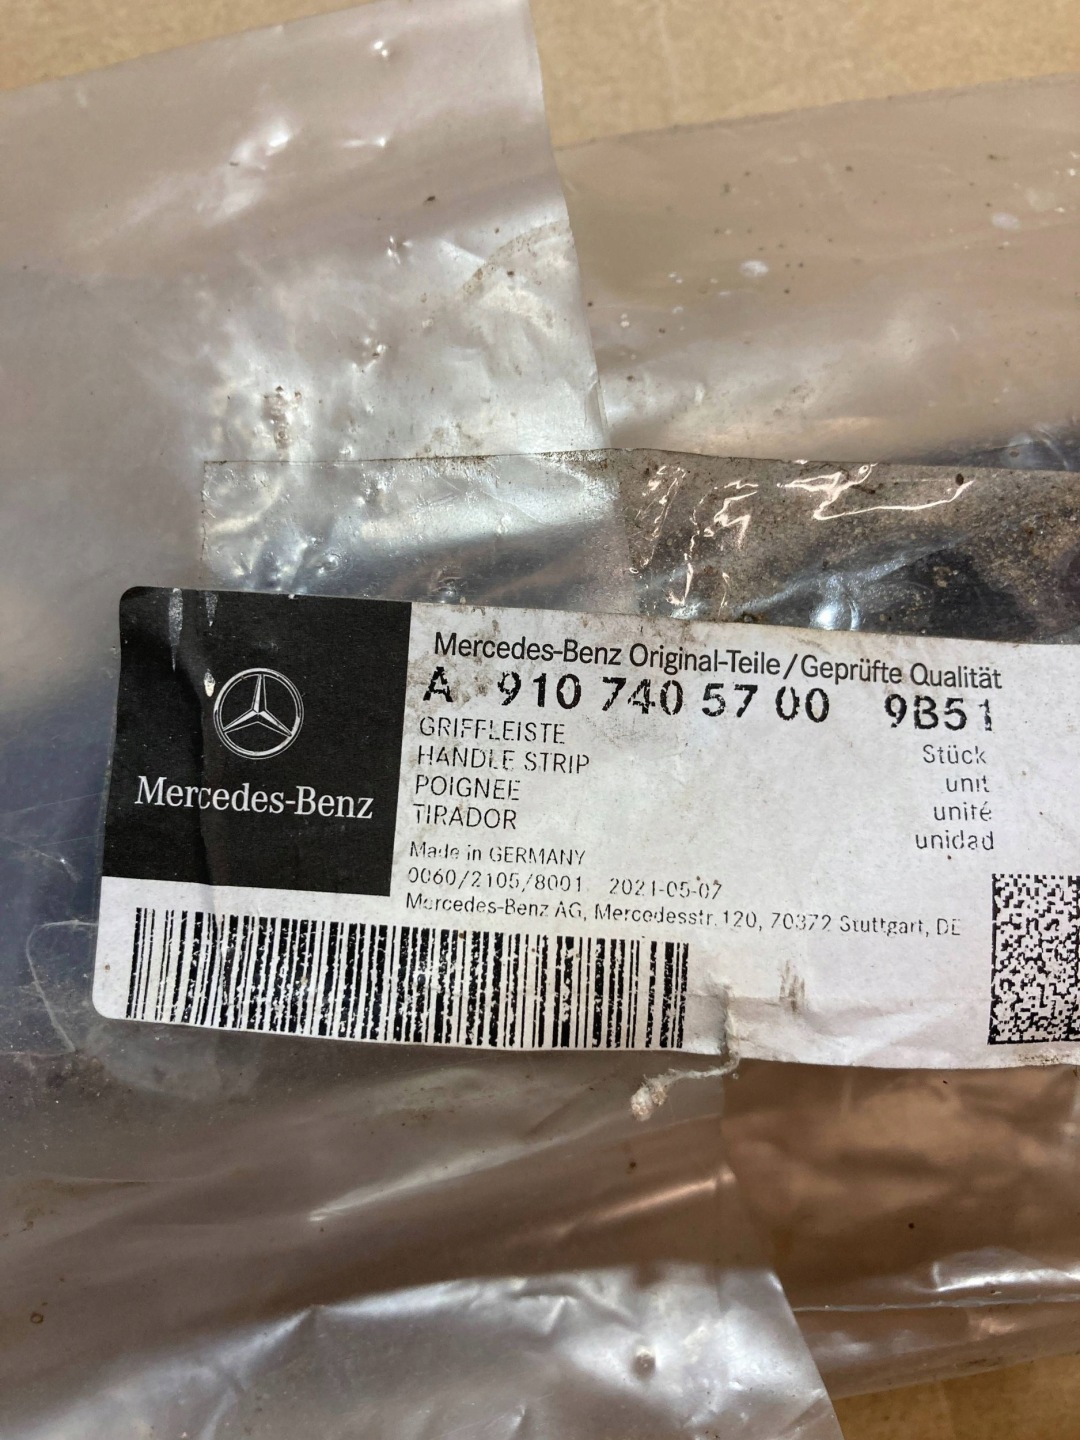 Mercedes-Benz
Mercedes-Benz Original-Teile/Geprüfte Qualität
A 910 740 57 00 9B51
GRIFFLEISTE Stück
HANDLE STRIP unit
POIGNEE unité
TIRADOR unidad
Made in GERMANY
0060/2105/8001 2021-05-07
Mercedes-Benz AG, Mercedesstr. 120, 70372 Stuttgart, DE